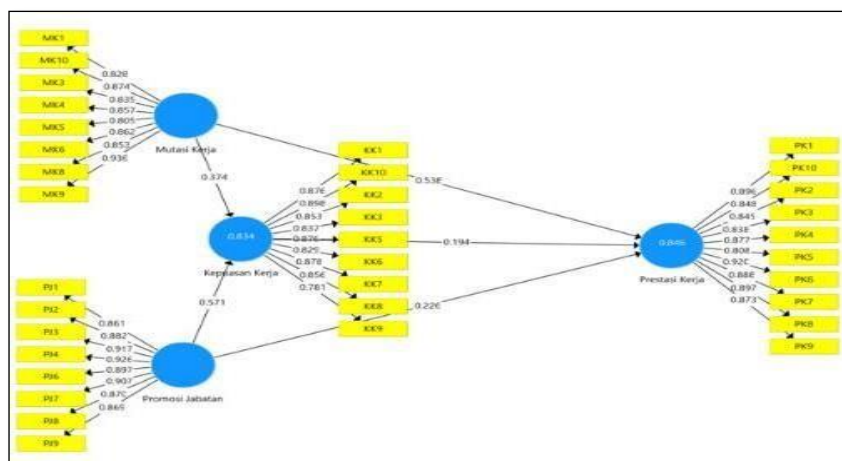 MK1
MK10
MK3
MK4
MK5
MK6
MK8
MK9
0.828
0.874
0.835
0.857
0.805
0.862
0.853
0.936
Mutasi Kerja
0.374
0.538
KK1
KK10
KK2
KK3
KK5
KK6
KK7
KK8
KK9
0.876
0.898
0.853
0.837
0.876
0.829
0.878
0.856
0.781
0.834
Kepuasan Kerja
0.194
0.571
0.226
PJ1
PJ2
PJ3
PJ4
PJ6
PJ7
PJ8
PJ9
0.861
0.882
0.917
0.926
0.897
0.907
0.879
0.869
Promosi Jabatan
PK1
PK10
PK2
PK3
PK4
PK5
PK6
PK7
PK8
PK9
0.896
0.848
0.845
0.838
0.877
0.808
0.920
0.888
0.897
0.873
Prestasi Kerja